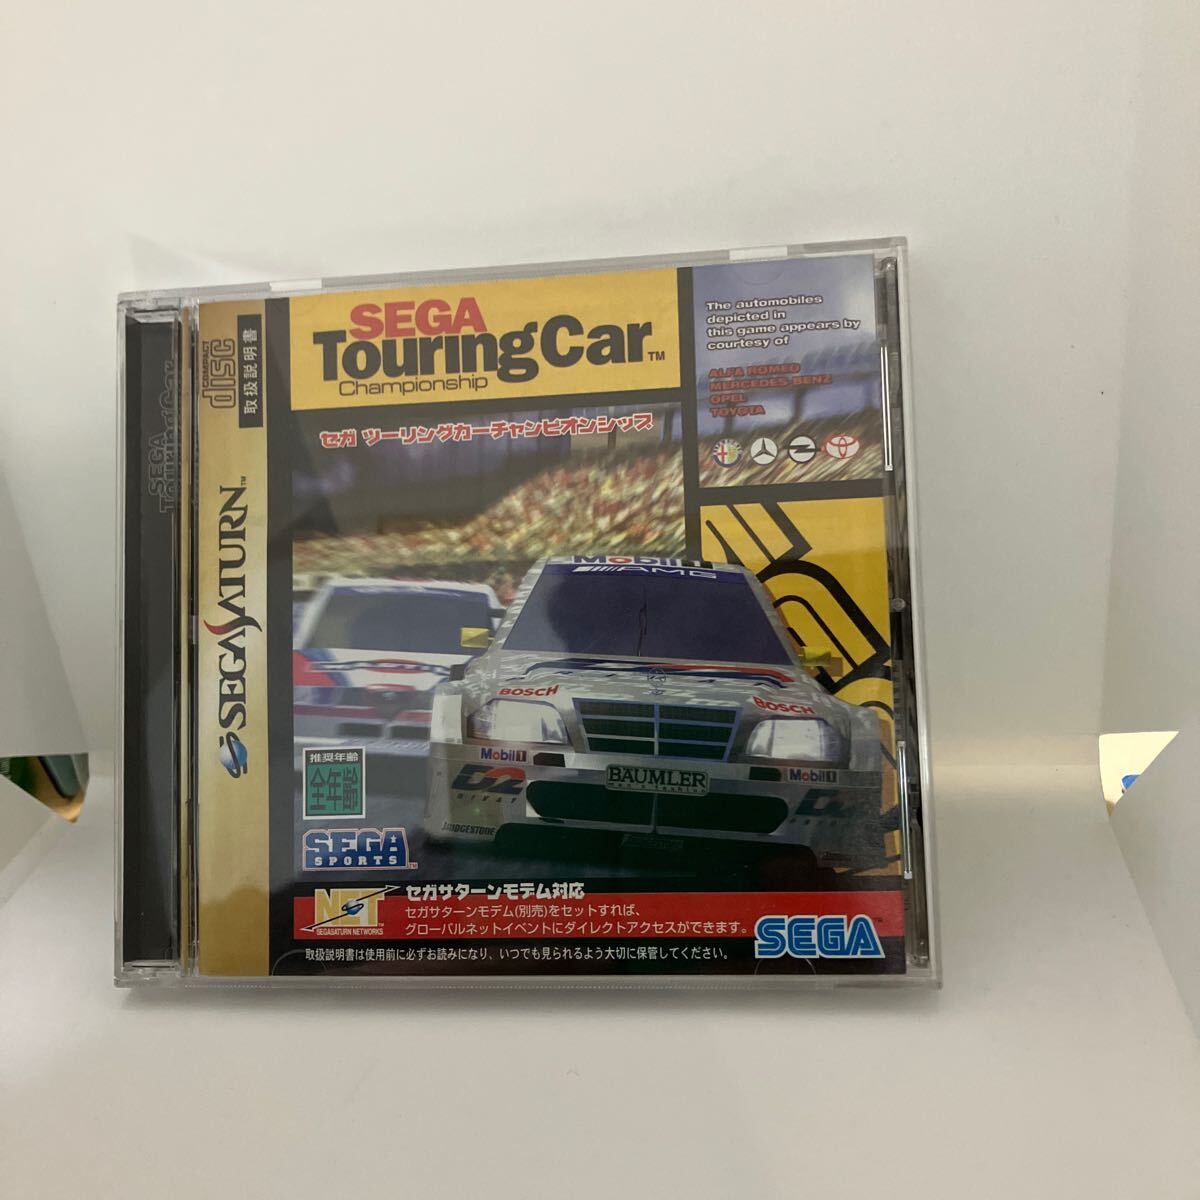 SEGA
COMPACT
disc
取扱説明書
SEGA SATURN™
SEGA
Touring Car™
Championship
セガ ツーリングカーチャンピオンシップ
The automobiles
depicted in
this game appears by
courtesy of
ALFA ROMEO
MERCEDES-BENZ
OPEL
TOYOTA
Mobil 1
AMG
BOSCH
BOSCH
Mobil 1
D2
PRIVAT
BÄUMLER
men's fashion
Mobil 1
BRIDGESTONE
推奨年齢
全年齢
SEGA
SPORTS™
NET
SEGASATURN NETWORKS
セガサターンモデム対応
セガサターンモデム(別売)をセットすれば、
グローバルネットイベントにダイレクトアクセスができます。
SEGA
取扱説明書は使用前に必ずお読みになり、いつでも見られるよう大切に保管してください。